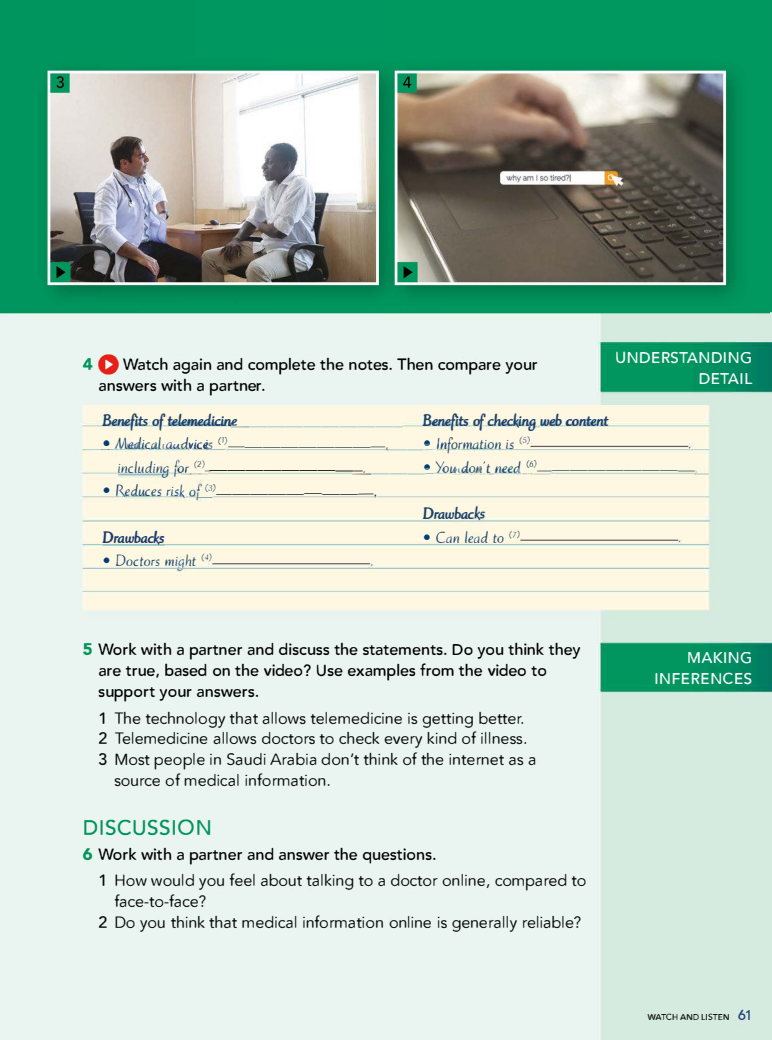 3
4
why am I so tired?
4 Watch again and complete the notes. Then compare your
answers with a partner.
UNDERSTANDING
DETAIL
Benefits of telemedicine
• Medical advice is (1)
including for (2) .
• Reduces risk of (3) .
Drawbacks
• Doctors might (4) .
Benefits of checking web content
• Information is (5) .
• You don't need (6) .
Drawbacks
• Can lead to (7) .
5 Work with a partner and discuss the statements. Do you think they
are true, based on the video? Use examples from the video to
support your answers.
MAKING
INFERENCES
1 The technology that allows telemedicine is getting better.
2 Telemedicine allows doctors to check every kind of illness.
3 Most people in Saudi Arabia don't think of the internet as a
source of medical information.
DISCUSSION
6 Work with a partner and answer the questions.
1 How would you feel about talking to a doctor online, compared to
face-to-face?
2 Do you think that medical information online is generally reliable?
WATCH AND LISTEN 61